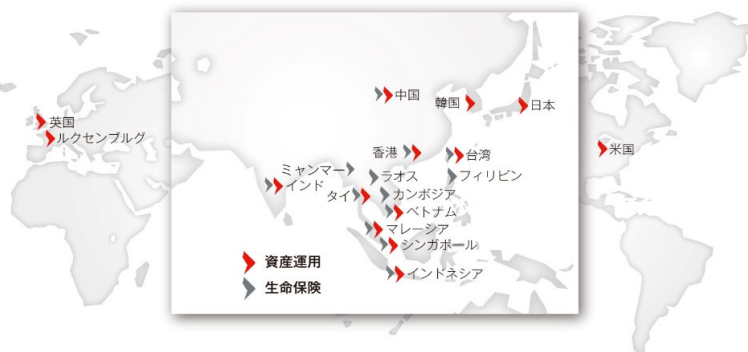 中国
韓国
日本
英国
ルクセンブルグ
米国
香港
台湾
ミャンマー
ラオス
フィリピン
インド
タイ
カンボジア
ベトナム
マレーシア
シンガポール
資産運用
インドネシア
生命保険